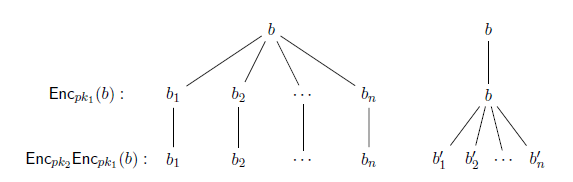 b b
Enc_{pk_1}(b) : b_1 b_2 ⋯ b_n b
Enc_{pk_2}Enc_{pk_1}(b) : b_1 b_2 ⋯ b_n b'_1 b'_2 ⋯ b'_n